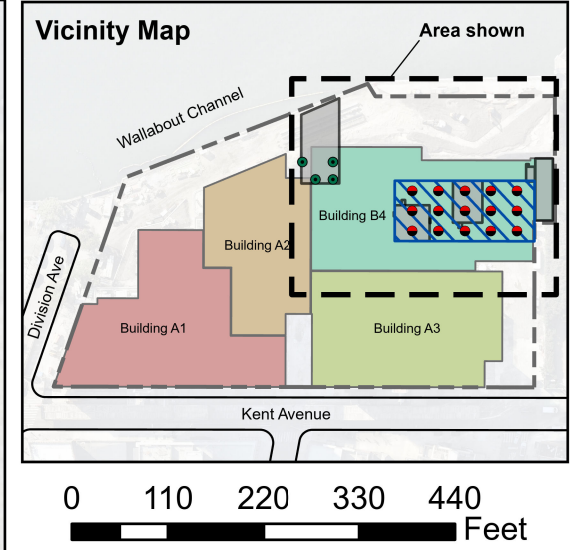 Vicinity Map
Area shown
Wallabout Channel
Building B4
Building A2
Division Ave
Building A1
Building A3
Kent Avenue
0 110 220 330 440
Feet